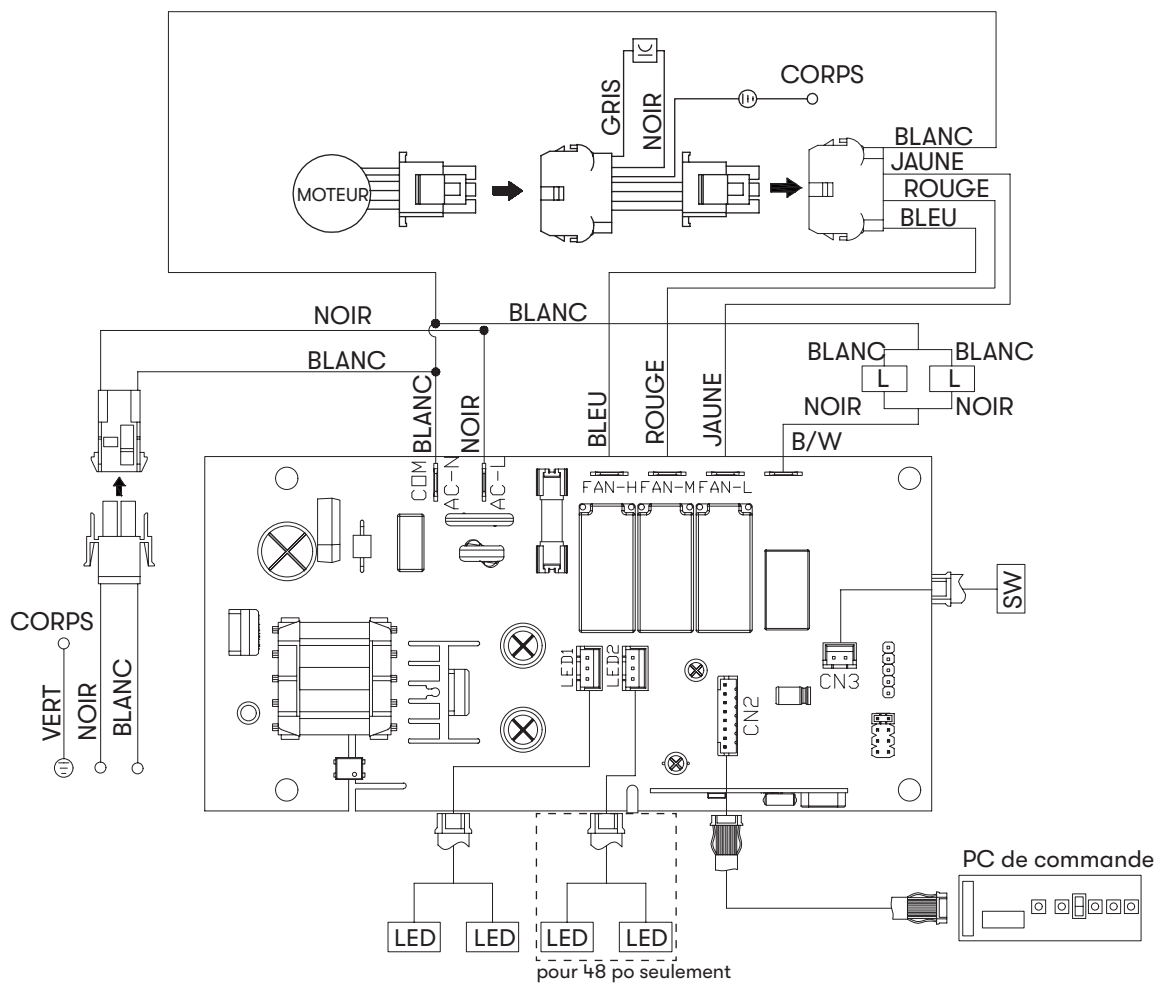 CORPS
GRIS
NOIR
IC
BLANC
JAUNE
ROUGE
BLEU
MOTEUR
NOIR
BLANC
BLANC
BLANC
BLANC
L
L
NOIR
NOIR
B/W
BLANC
NOIR
BLEU
ROUGE
JAUNE
COM
AC-N
AC-L
FAN-H
FAN-M
FAN-L
SW
CORPS
VERT
NOIR
BLANC
LED1
LED2
CN3
CN2
PC de commande
LED
LED
LED
LED
pour 48 po seulement